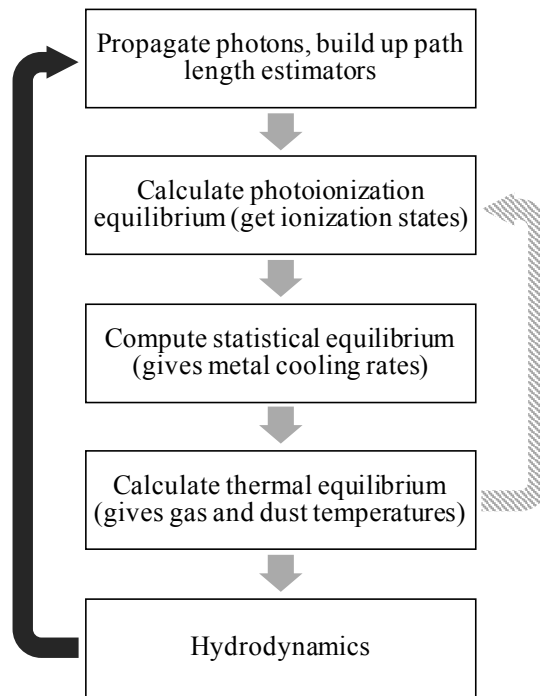 Propagate photons, build up path
length estimators
Calculate photoionization
equilibrium (get ionization states)
Compute statistical equilibrium
(gives metal cooling rates)
Calculate thermal equilibrium
(gives gas and dust temperatures)
Hydrodynamics